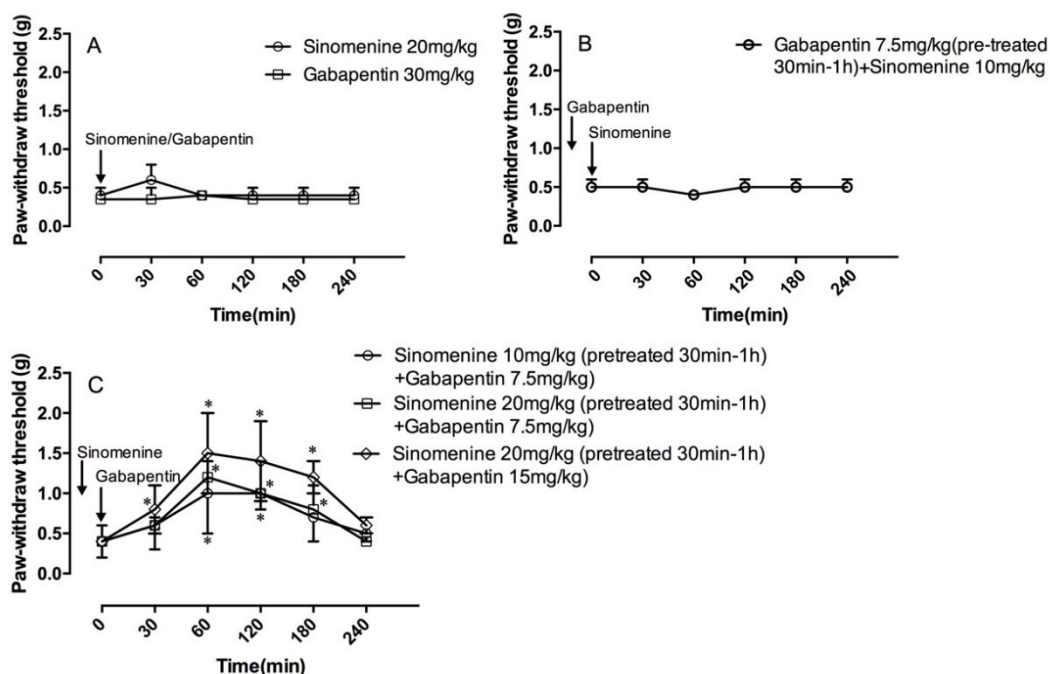 A
Paw-withdraw threshold (g)
2.5
2.0
1.5
1.0
0.5
0.0
Sinomenine 20mg/kg
Gabapentin 30mg/kg
Sinomenine/Gabapentin
0
30
60
120
180
240
Time(min)
B
Paw-withdraw threshold (g)
2.5
2.0
1.5
1.0
0.5
0.0
Gabapentin 7.5mg/kg(pre-treated
30min-1h)+Sinomenine 10mg/kg
Gabapentin
Sinomenine
0
30
60
120
180
240
Time(min)
C
Paw-withdraw threshold (g)
2.5
2.0
1.5
1.0
0.5
0.0
Sinomenine 10mg/kg (pretreated 30min-1h)
+Gabapentin 7.5mg/kg)
Sinomenine 20mg/kg (pretreated 30min-1h)
+Gabapentin 7.5mg/kg)
Sinomenine 20mg/kg (pretreated 30min-1h)
+Gabapentin 15mg/kg)
Sinomenine
Gabapentin
*
*
*
*
*
*
*
*
*
0
30
60
120
180
240
Time(min)